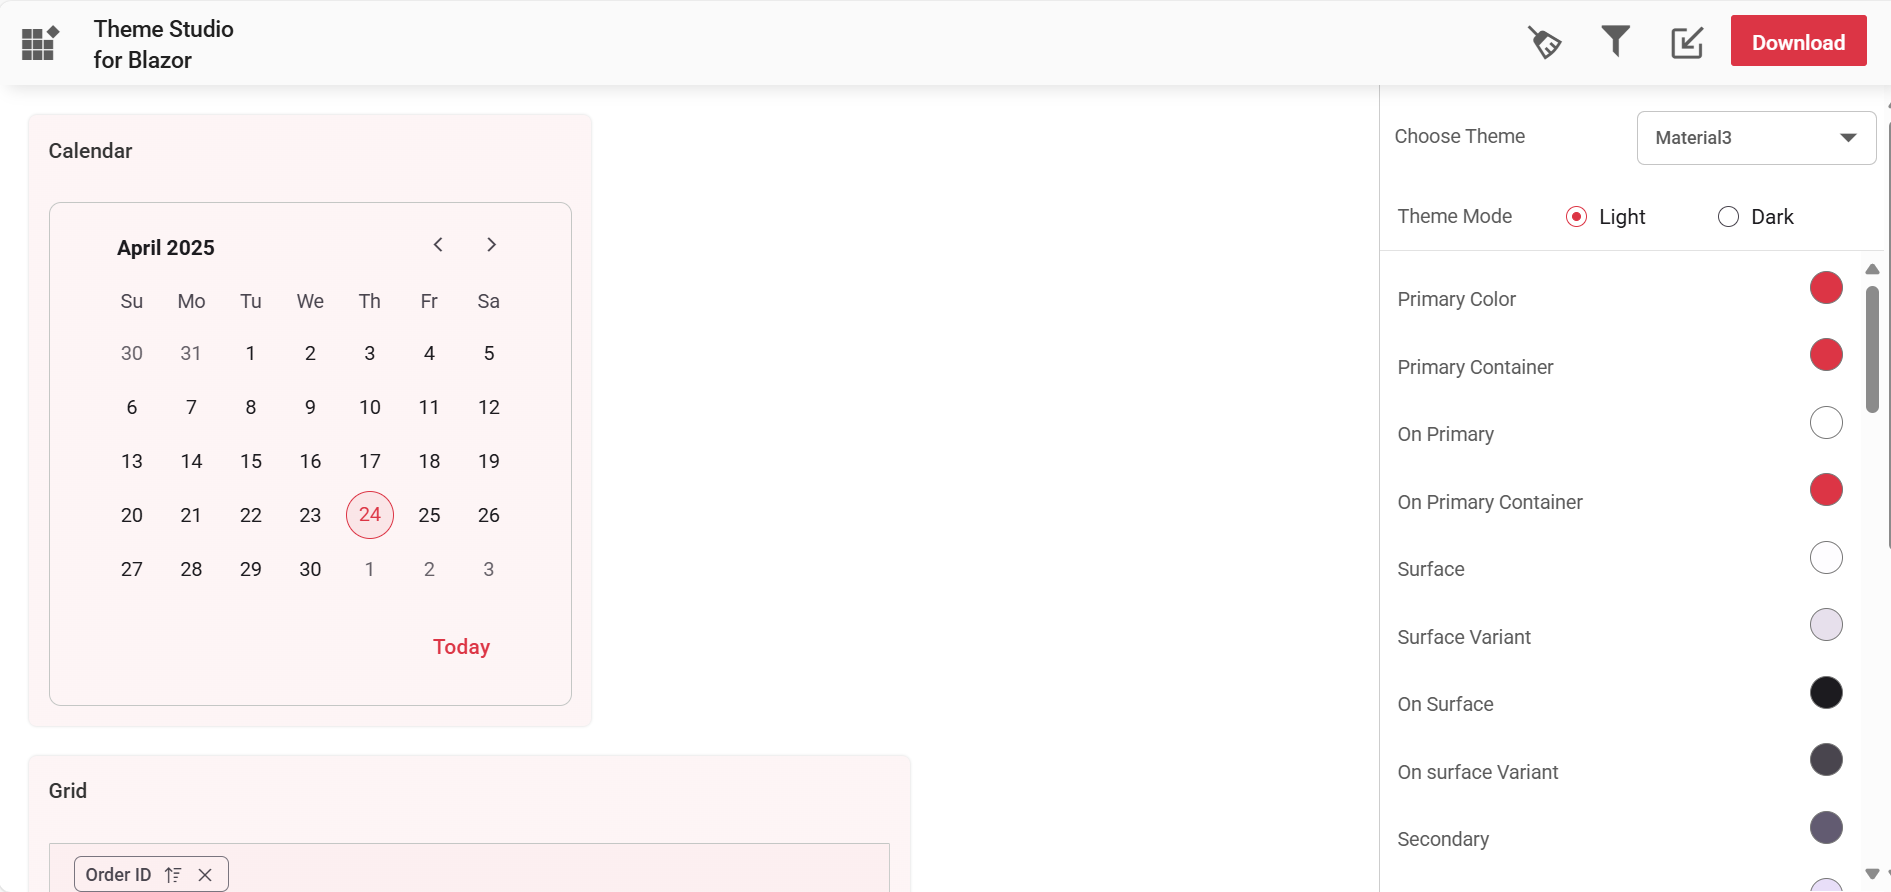 Theme Studio
for Blazor
Download
Calendar
April 2025
Su Mo Tu We Th Fr Sa
30 31 1 2 3 4 5
6 7 8 9 10 11 12
13 14 15 16 17 18 19
20 21 22 23 24 25 26
27 28 29 30 1 2 3
Today
Grid
Order ID
Choose Theme
Material3
Theme Mode
Light
Dark
Primary Color
Primary Container
On Primary
On Primary Container
Surface
Surface Variant
On Surface
On surface Variant
Secondary